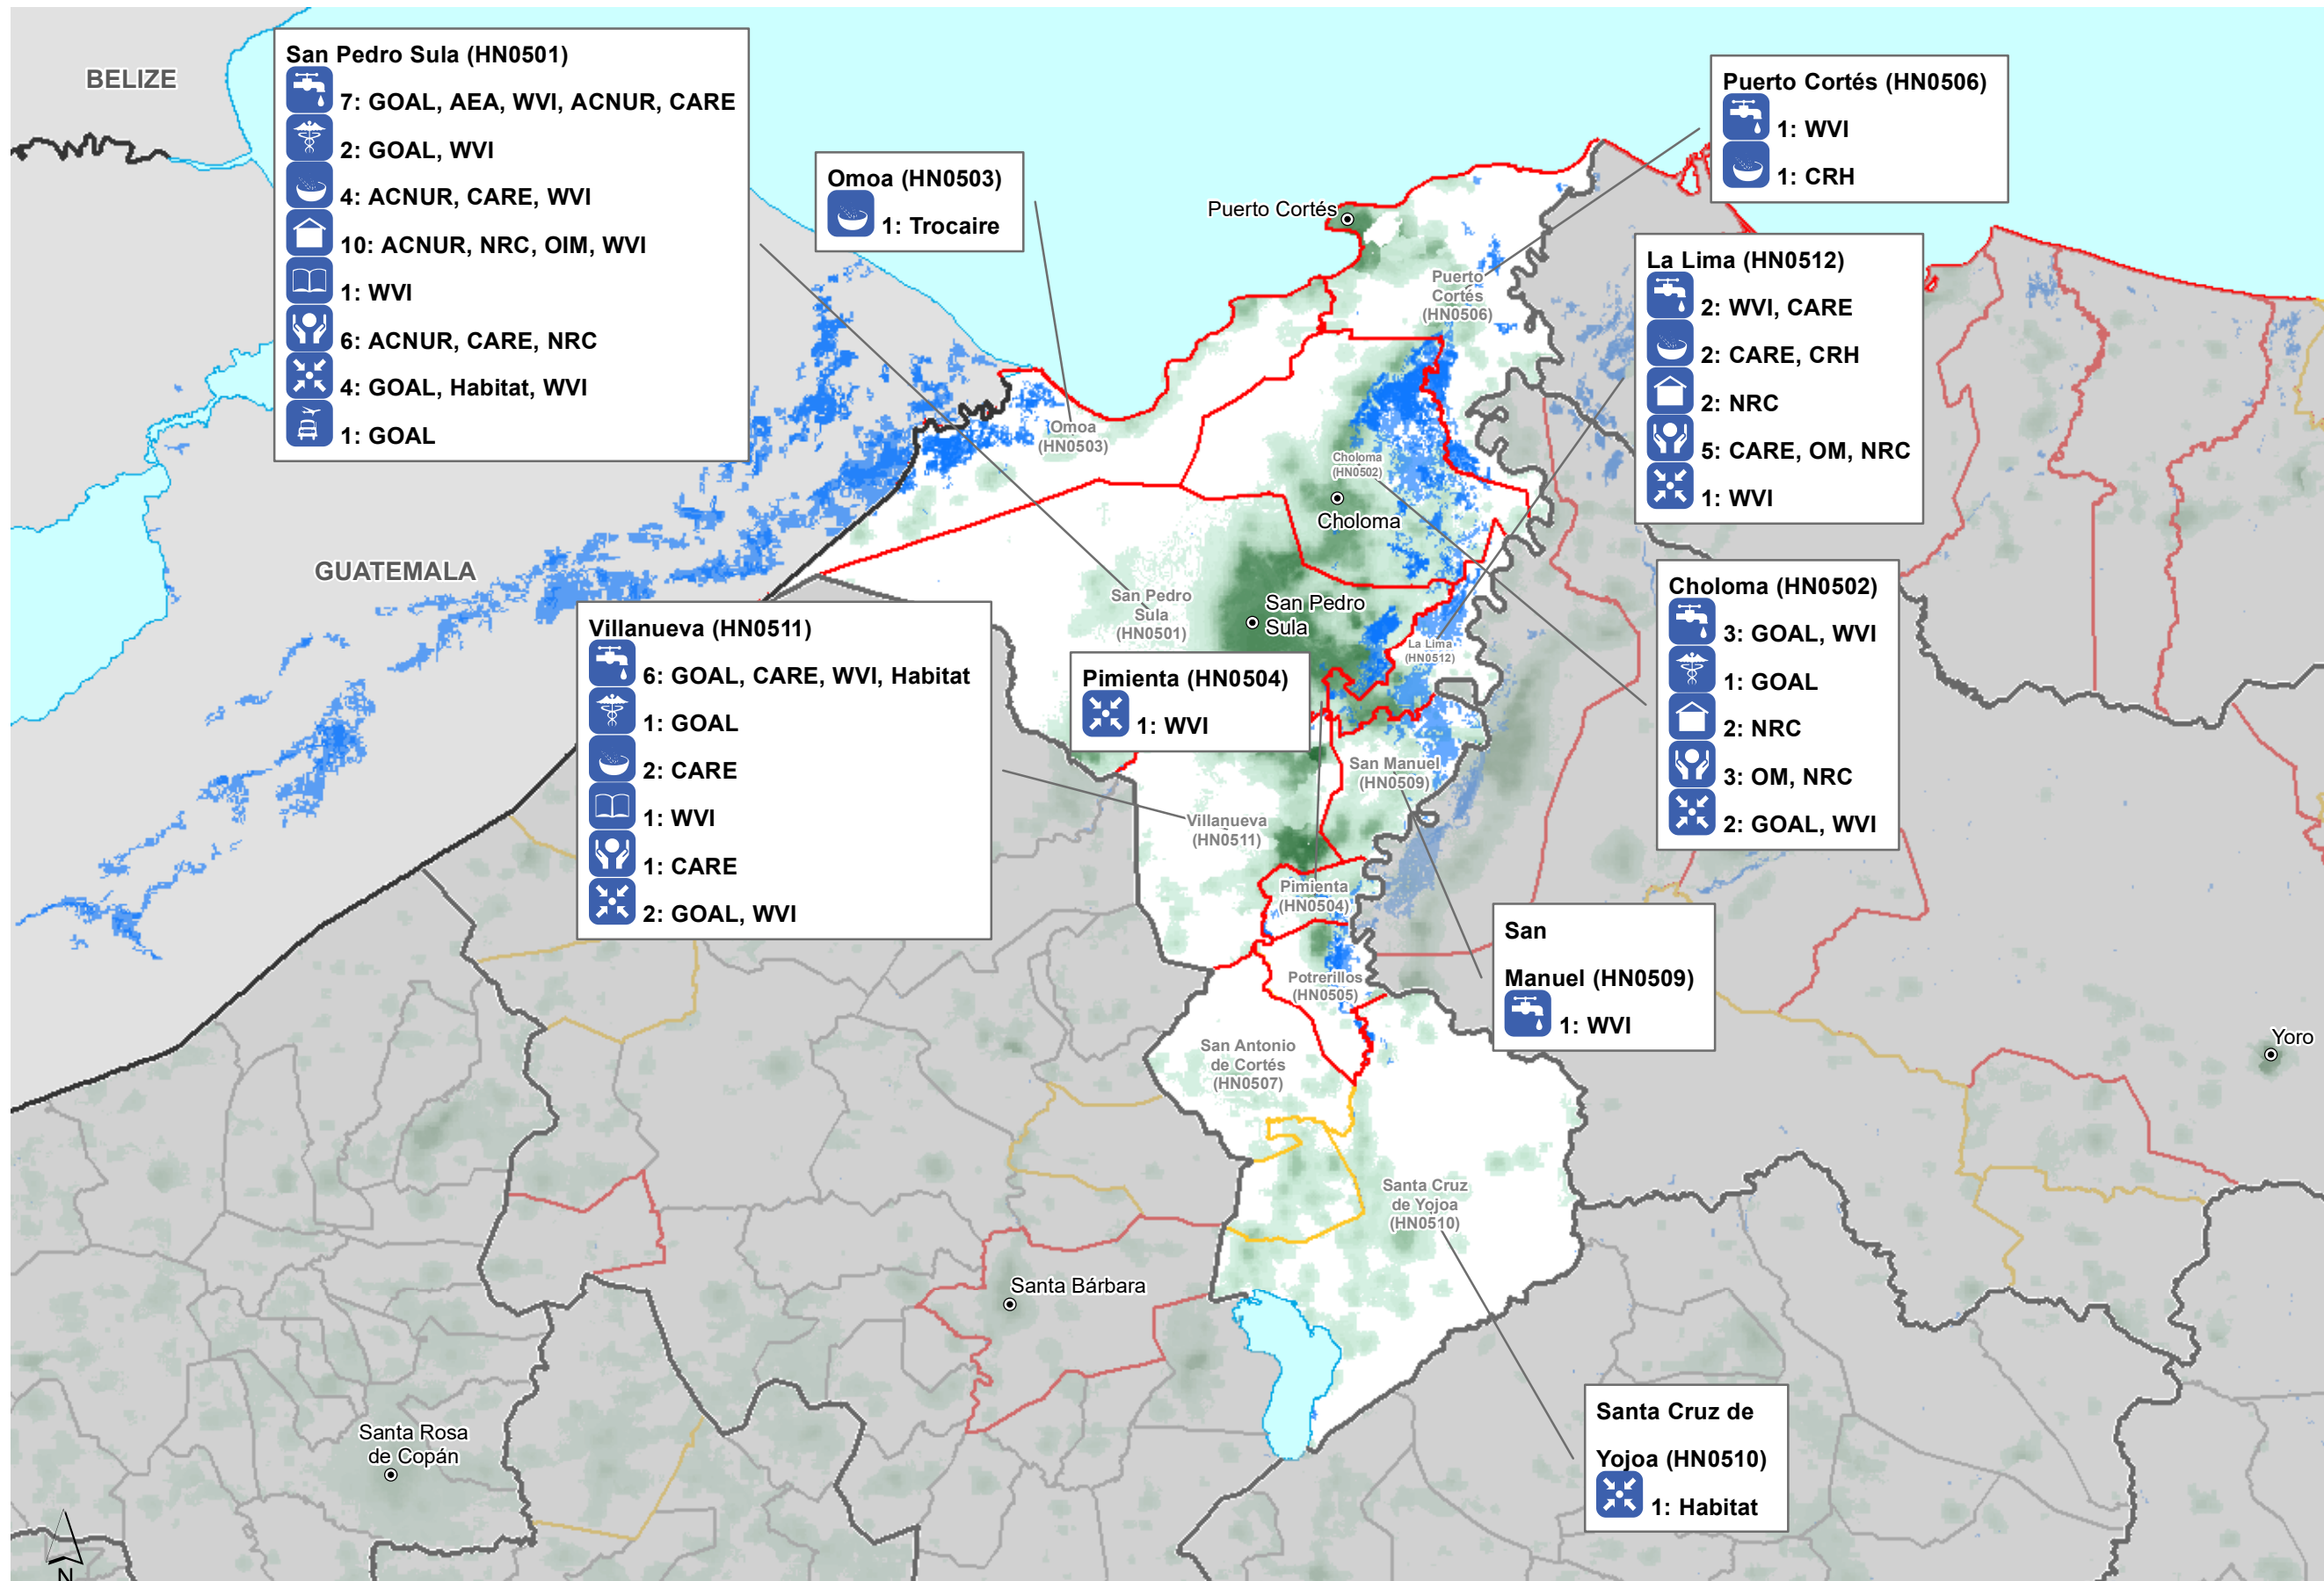 BELIZE
GUATEMALA
San Pedro Sula (HN0501)
7: GOAL, AEA, WVI, ACNUR, CARE
2: GOAL, WVI
4: ACNUR, CARE, WVI
10: ACNUR, NRC, OIM, WVI
1: WVI
6: ACNUR, CARE, NRC
4: GOAL, Habitat, WVI
1: GOAL
Omoa (HN0503)
1: Trocaire
Puerto Cortés (HN0506)
1: WVI
1: CRH
La Lima (HN0512)
2: WVI, CARE
2: CARE, CRH
2: NRC
5: CARE, OM, NRC
1: WVI
Choloma (HN0502)
3: GOAL, WVI
1: GOAL
2: NRC
3: OM, NRC
2: GOAL, WVI
Villanueva (HN0511)
6: GOAL, CARE, WVI, Habitat
1: GOAL
2: CARE
1: WVI
1: CARE
2: GOAL, WVI
Pimienta (HN0504)
1: WVI
San
Manuel (HN0509)
1: WVI
Santa Cruz de
Yojoa (HN0510)
1: Habitat
Puerto Cortés
Puerto
Cortés
(HN0506)
Omoa
(HN0503)
Choloma
(HN0502)
Choloma
San Pedro
Sula
(HN0501)
San Pedro
Sula
La Lima
(HN0512)
San Manuel
(HN0509)
Villanueva
(HN0511)
Pimienta
(HN0504)
Potrerillos
(HN0505)
San Antonio
de Cortés
(HN0507)
Santa Cruz
de Yojoa
(HN0510)
Yoro
Santa Bárbara
Santa Rosa
de Copán
N